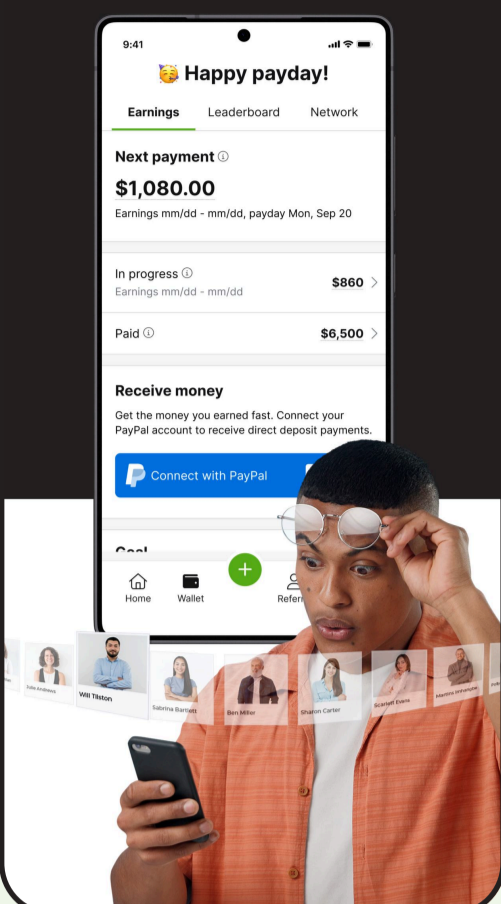 9:41
🥳 Happy payday!
Earnings Leaderboard Network
Next payment
$1,080.00
Earnings mm/dd - mm/dd, payday Mon, Sep 20
In progress
$860
Earnings mm/dd - mm/dd
Paid
$6,500
Receive money
Get the money you earned fast. Connect your
PayPal account to receive direct deposit payments.
Connect with PayPal
Goal
Home Wallet
Julia Andrews
Will Tilston
Sabrina Bartlett
Ben Miller
Sharon Carter
Scarlett Evans